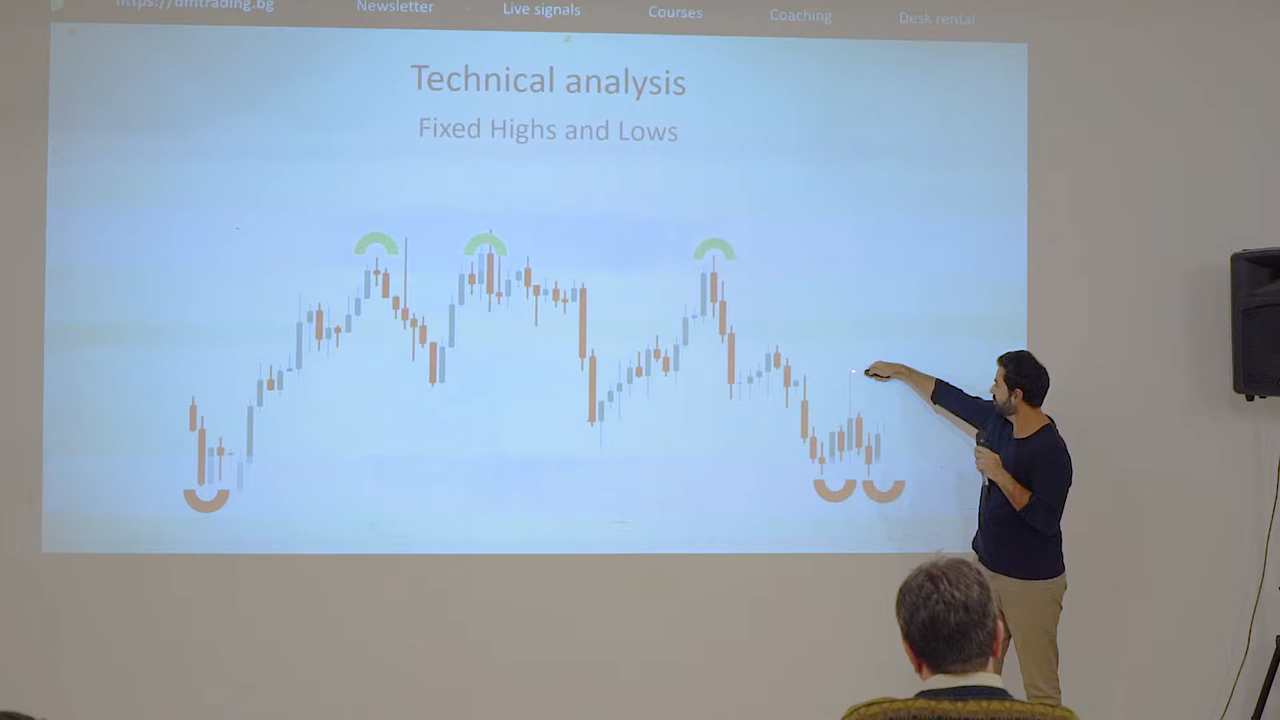 https://dmtrading.bg Newsletter Live signals Courses Coaching Desk rental
Technical analysis
Fixed Highs and Lows